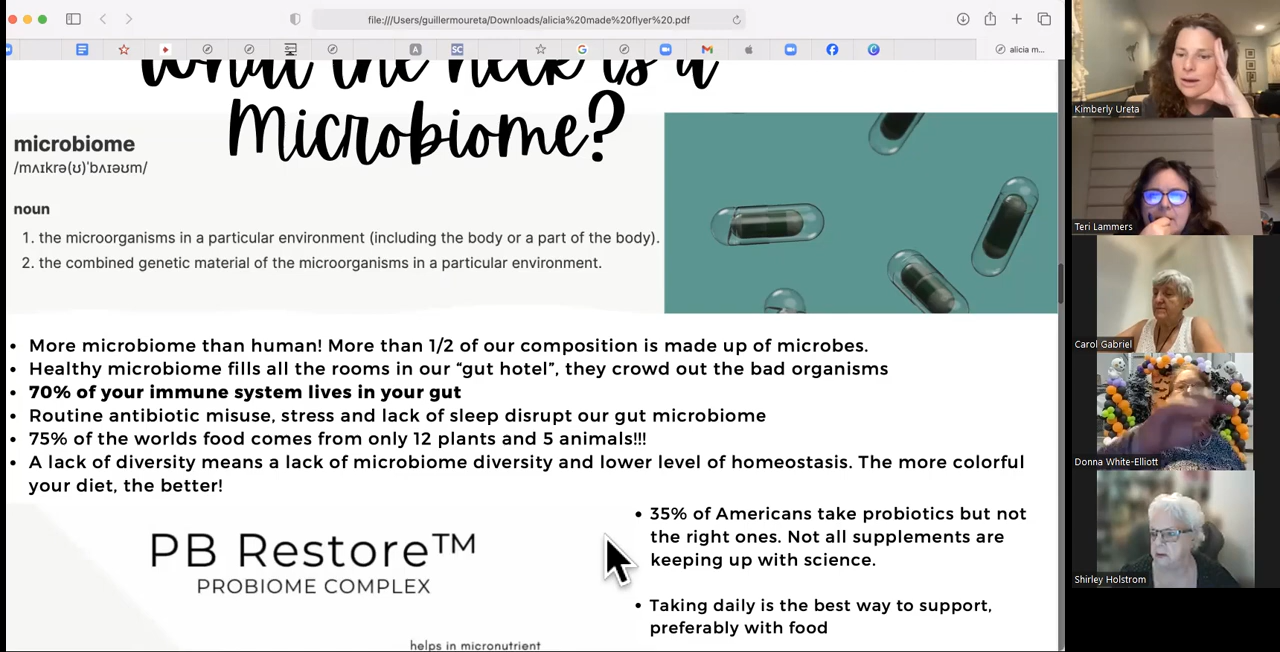 file:///Users/guillermoureta/Downloads/alicia%20made%20flyer%20.pdf
alicia m...
What the heck is a
Microbiome?
microbiome
/mʌɪkrə(ʊ)ˈbʌɪəʊm/
noun
1. the microorganisms in a particular environment (including the body or a part of the body).
2. the combined genetic material of the microorganisms in a particular environment.
• More microbiome than human! More than 1/2 of our composition is made up of microbes.
• Healthy microbiome fills all the rooms in our “gut hotel”, they crowd out the bad organisms
• 70% of your immune system lives in your gut
• Routine antibiotic misuse, stress and lack of sleep disrupt our gut microbiome
• 75% of the worlds food comes from only 12 plants and 5 animals!!!
• A lack of diversity means a lack of microbiome diversity and lower level of homeostasis. The more colorful
your diet, the better!
PB Restore™
PROBIOME COMPLEX
helps in micronutrient
• 35% of Americans take probiotics but not
the right ones. Not all supplements are
keeping up with science.
• Taking daily is the best way to support,
preferably with food
Kimberly Ureta
Teri Lammers
Carol Gabriel
Donna White-Elliott
Shirley Holstrom